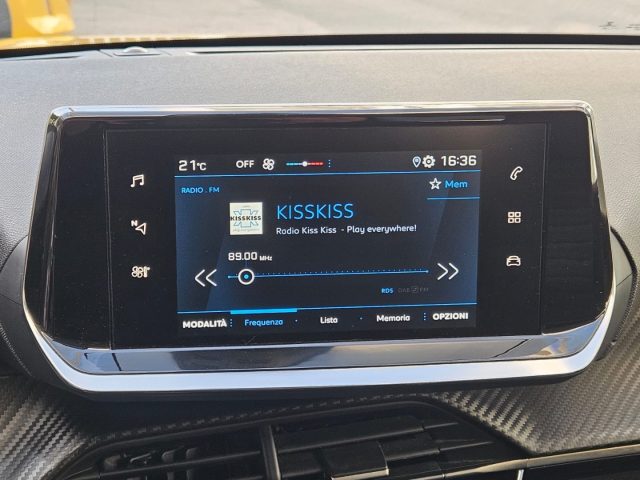 21°C OFF 16:36
RADIO . FM
Mem
KISSKISS
KISSKISS
Radio Kiss Kiss - Play everywhere!
89.00 MHz
RDS DAB FM
MODALITÀ Frequenza Lista Memoria OPZIONI
N